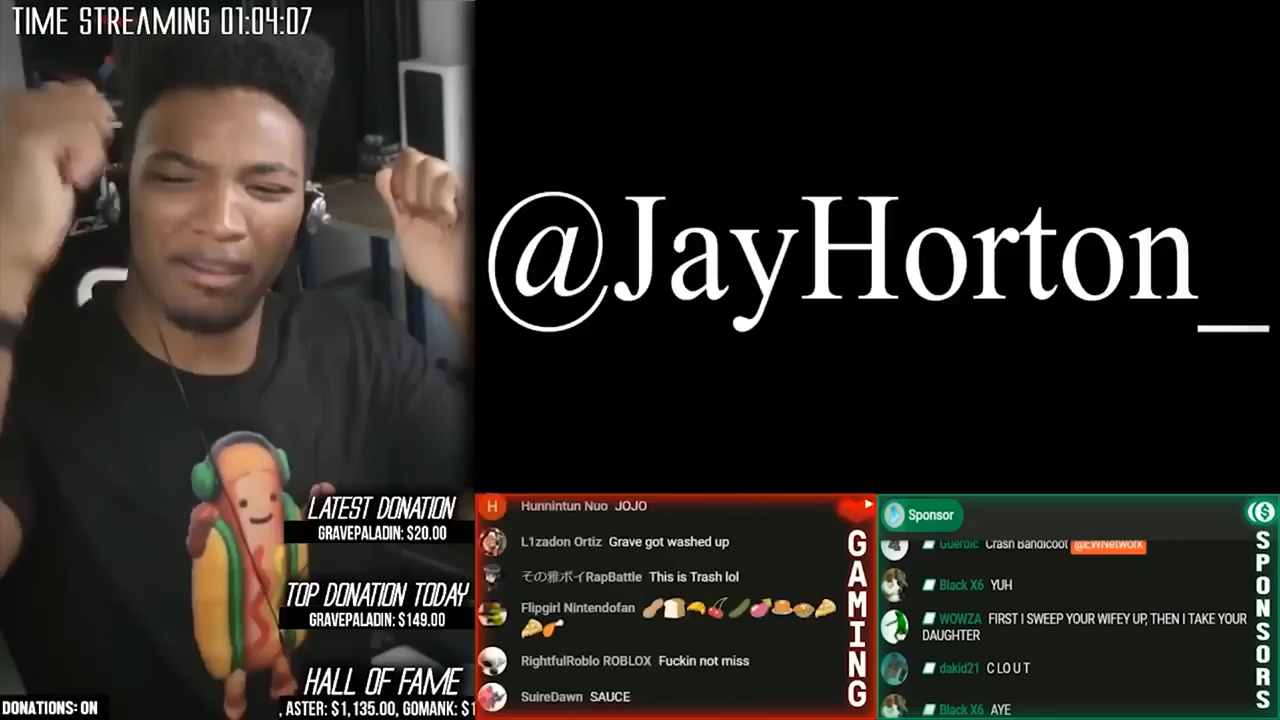 TIME STREAMING 01:04:07
@JayHorton_
LATEST DONATION
GRAVEPALADIN: $20.00
TOP DONATION TODAY
GRAVEPALADIN: $149.00
HALL OF FAME
, ASTER: $1,135.00, GOMANK: $1
DONATIONS: ON
H Hunnintun Nuo JOJO
L1zadon Ortiz Grave got washed up
その雅ボイRapBattle This is Trash lol
Flipgirl Nintendofan
RightfulRoblo ROBLOX Fuckin not miss
SuireDawn SAUCE
GAMING
Sponsor
Guerdic Crash Bandicoot @EWNetwork
Black X6 YUH
WOWZA FIRST I SWEEP YOUR WIFEY UP, THEN I TAKE YOUR
DAUGHTER
dakid21 C L O U T
Black X6 AYE
SPONSORS